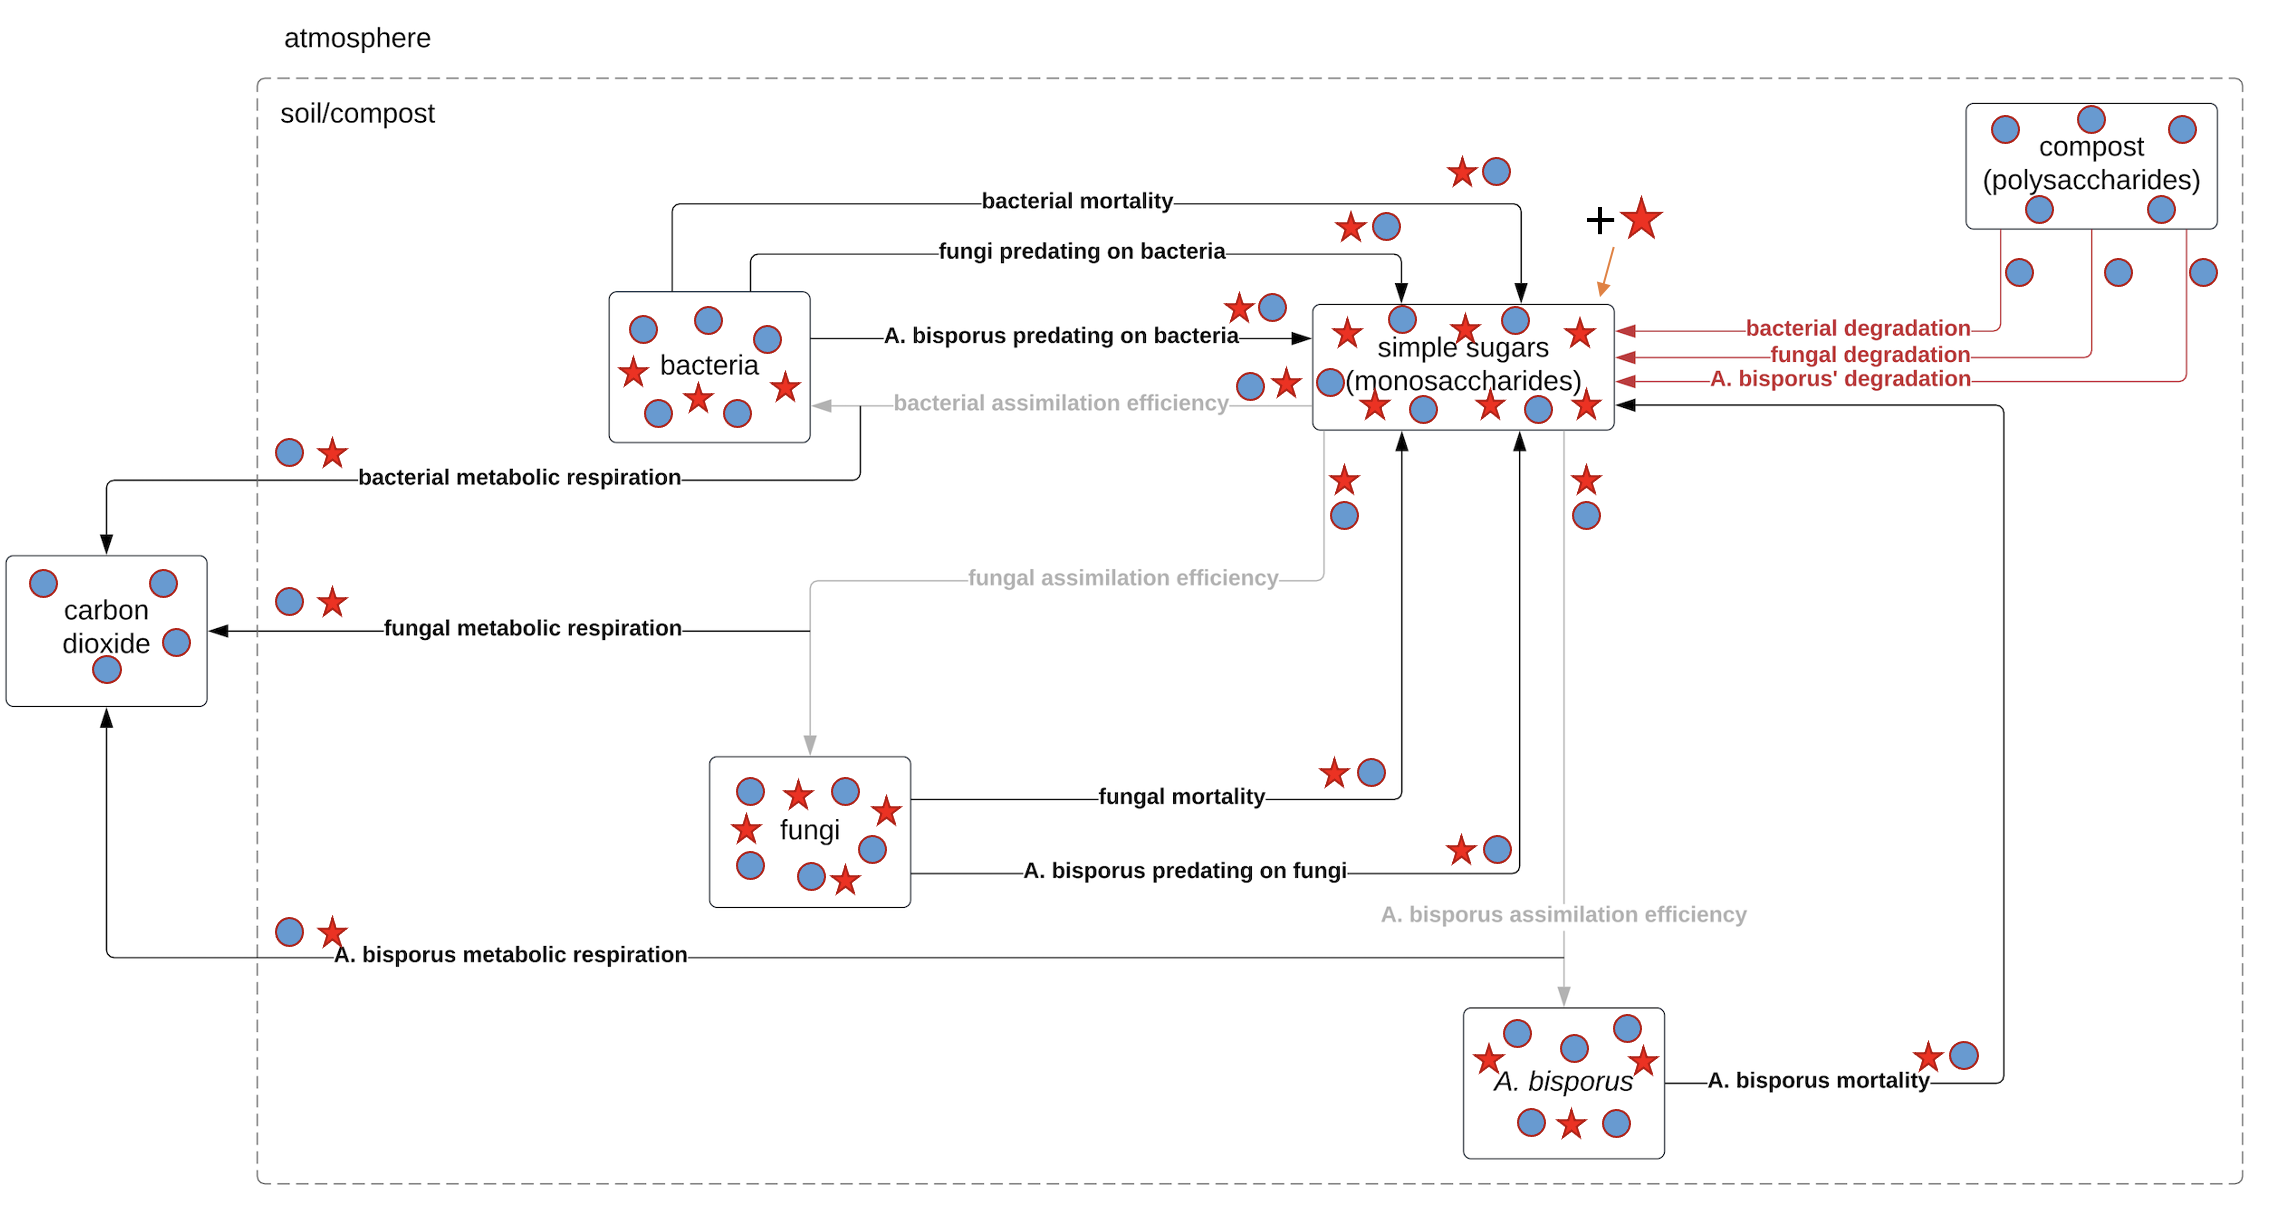 atmosphere
soil/compost
compost
(polysaccharides)
bacterial mortality
+
fungi predating on bacteria
bacterial degradation
A. bisporus predating on bacteria
simple sugars
(monosaccharides)
fungal degradation
bacteria
A. bisporus' degradation
bacterial assimilation efficiency
bacterial metabolic respiration
fungal assimilation efficiency
carbon
dioxide
fungal metabolic respiration
fungal mortality
fungi
A. bisporus predating on fungi
A. bisporus assimilation efficiency
A. bisporus metabolic respiration
A. bisporus
A. bisporus mortality